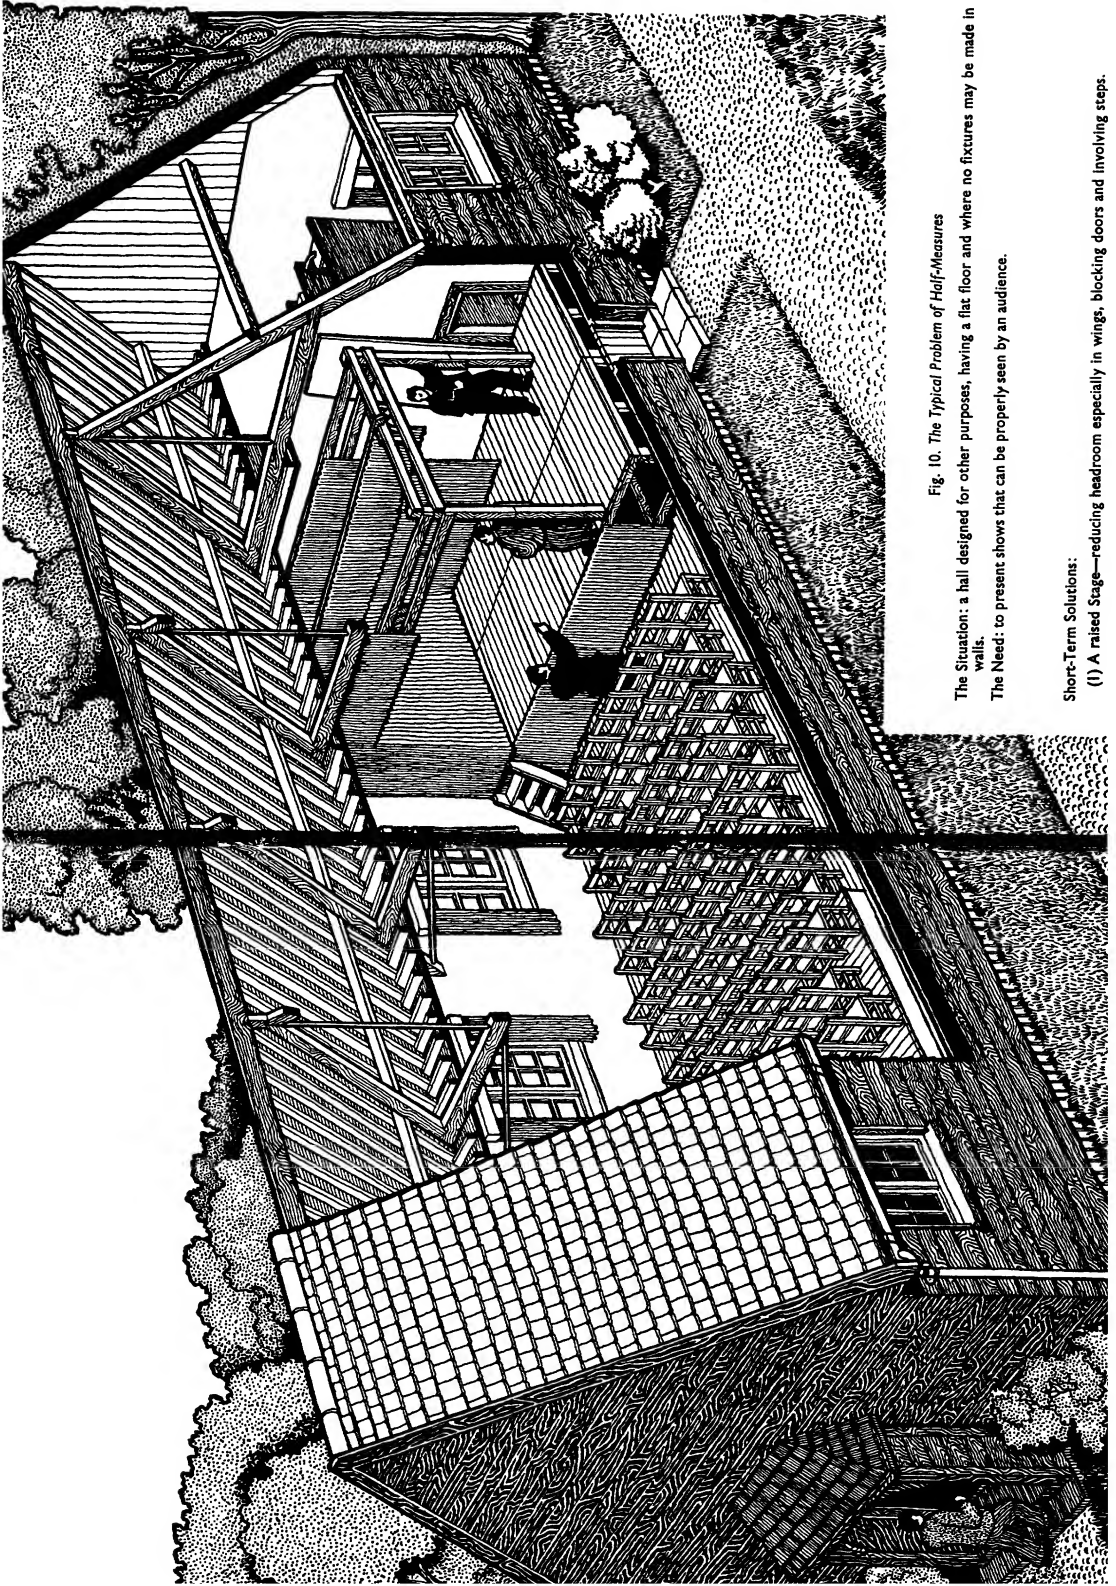 Fig. 10. The Typical Problem of Half-Measures
The Situation: a hall designed for other purposes, having a flat floor and where no fixtures may be made in
walls.
The Need: to present shows that can be properly seen by an audience.
Short-Term Solutions:
(1) A raised Stage—reducing headroom especially in wings, blocking doors and involving steps.